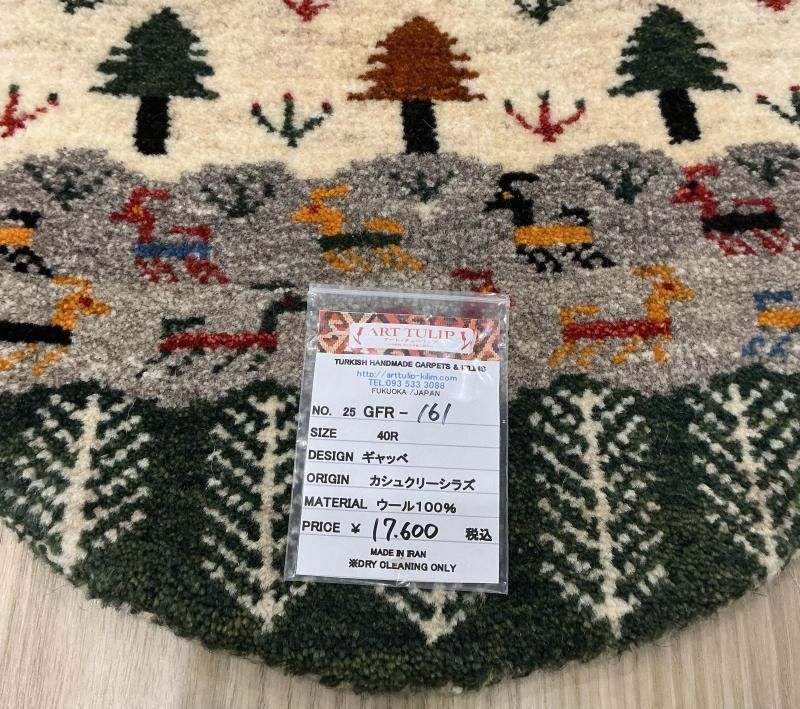 ART TULIP
TURKISH HANDMADE CARPETS & KILIMS
http://arttulip-kilim.com
TEL:093 533 3088
FUKUOKA /JAPAN
NO. 25 GFR - 161
SIZE 40R
DESIGN ギャッベ
ORIGIN カシュクリーシラズ
MATERIAL ウール100%
PRICE ¥ 17.600 税込
MADE IN IRAN
※DRY CLEANING ONLY